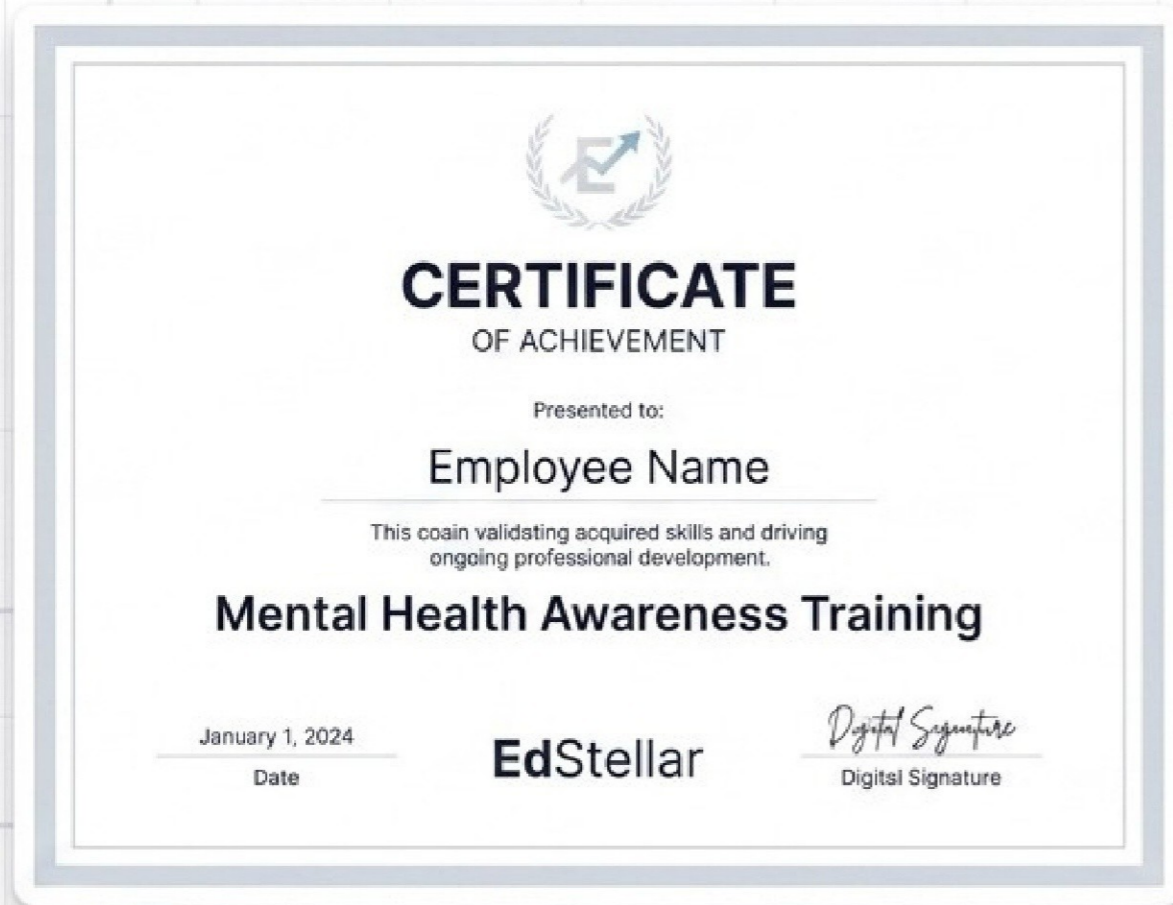 CERTIFICATE
OF ACHIEVEMENT
Presented to:
Employee Name
This coain validsting acquired skills and driving
ongoing professional development.
Mental Health Awareness Training
January 1, 2024
Date
EdStellar
Digital Signature
Digitsl Signature